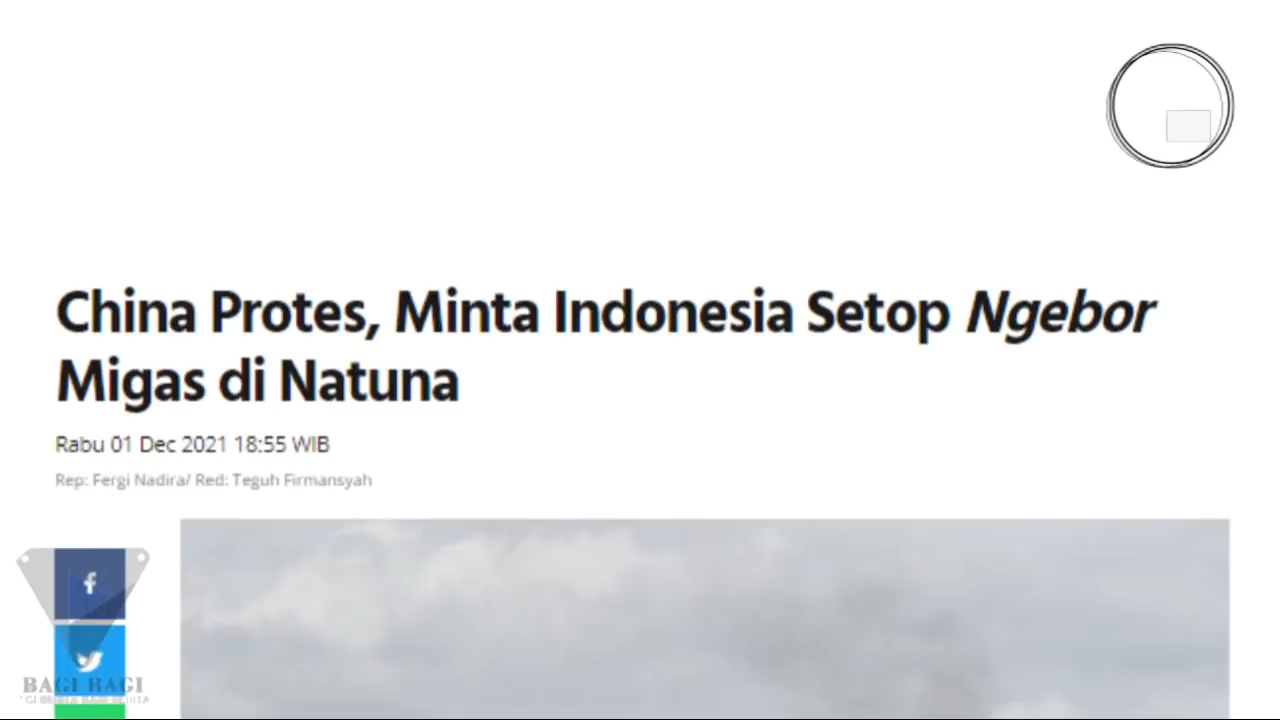 China Protes, Minta Indonesia Setop Ngebor
Migas di Natuna
Rabu 01 Dec 2021 18:55 WIB
Rep: Fergi Nadira/ Red: Teguh Firmansyah
f
BAGI BAGI